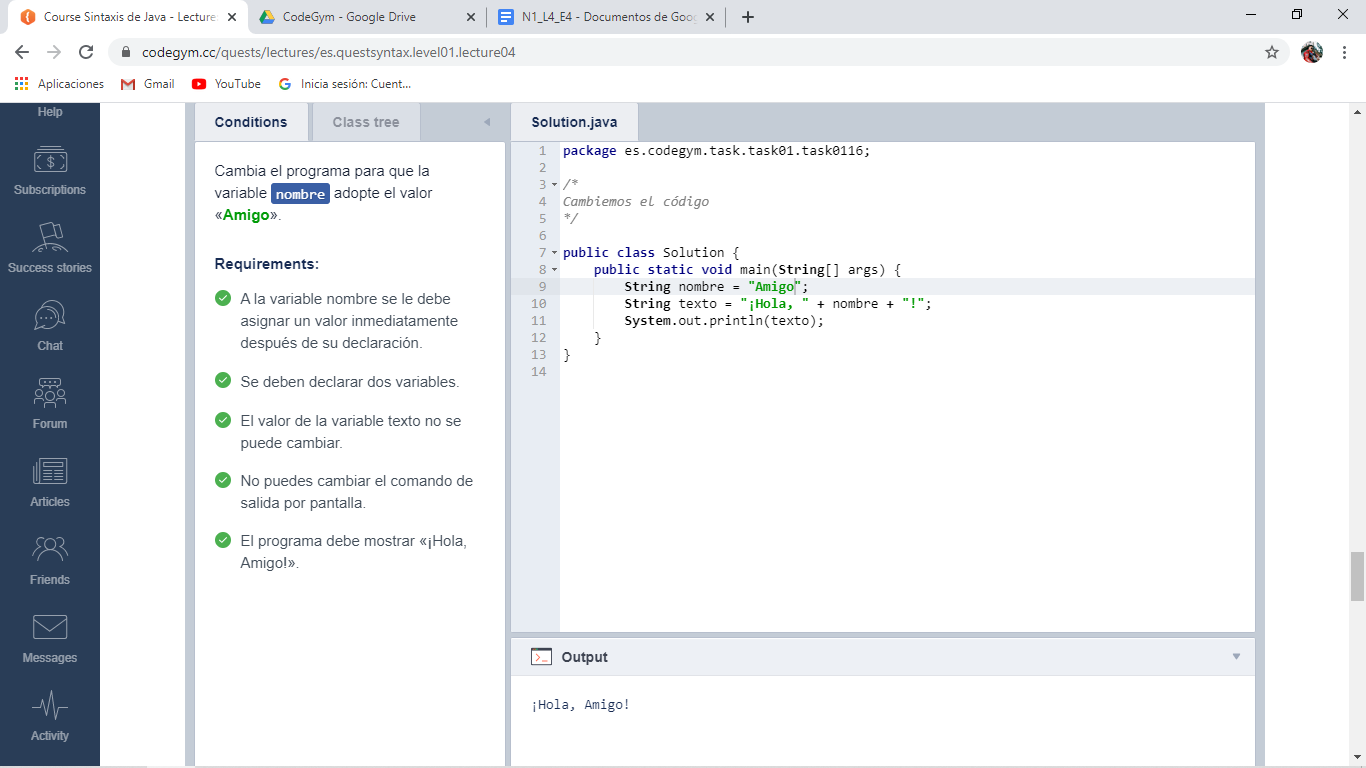 Course Sintaxis de Java - Lecture
CodeGym - Google Drive
N1_L4_E4 - Documentos de Goog
codegym.cc/quests/lectures/es.questsyntax.level01.lecture04
Aplicaciones
Gmail
YouTube
Inicia sesión: Cuent...
Help
Subscriptions
Success stories
Chat
Forum
Articles
Friends
Messages
Activity
Conditions
Class tree
Cambia el programa para que la
variable nombre adopte el valor
«Amigo».
Requirements:
A la variable nombre se le debe
asignar un valor inmediatamente
después de su declaración.
Se deben declarar dos variables.
El valor de la variable texto no se
puede cambiar.
No puedes cambiar el comando de
salida por pantalla.
El programa debe mostrar «¡Hola,
Amigo!».
Solution.java
1 package es.codegym.task.task01.task0116;
2
3 /*
4 Cambiemos el código
5 */
6
7 public class Solution {
8 public static void main(String[] args) {
9 String nombre = "Amigo";
10 String texto = "¡Hola, " + nombre + "!";
11 System.out.println(texto);
12 }
13 }
14
Output
¡Hola, Amigo!